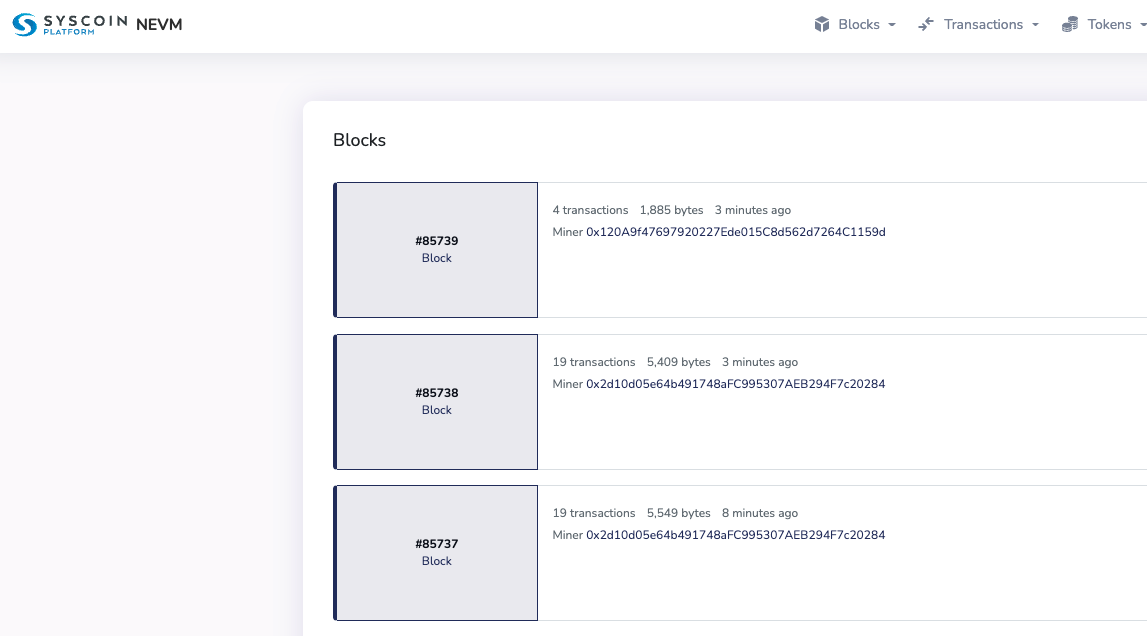 SYSCOIN PLATFORM NEVM Blocks Transactions Tokens
Blocks
#85739
Block
4 transactions 1,885 bytes 3 minutes ago
Miner 0x120A9f47697920227Ede015C8d562d7264C1159d
#85738
Block
19 transactions 5,409 bytes 3 minutes ago
Miner 0x2d10d05e64b491748aFC995307AEB294F7c20284
#85737
Block
19 transactions 5,549 bytes 8 minutes ago
Miner 0x2d10d05e64b491748aFC995307AEB294F7c20284